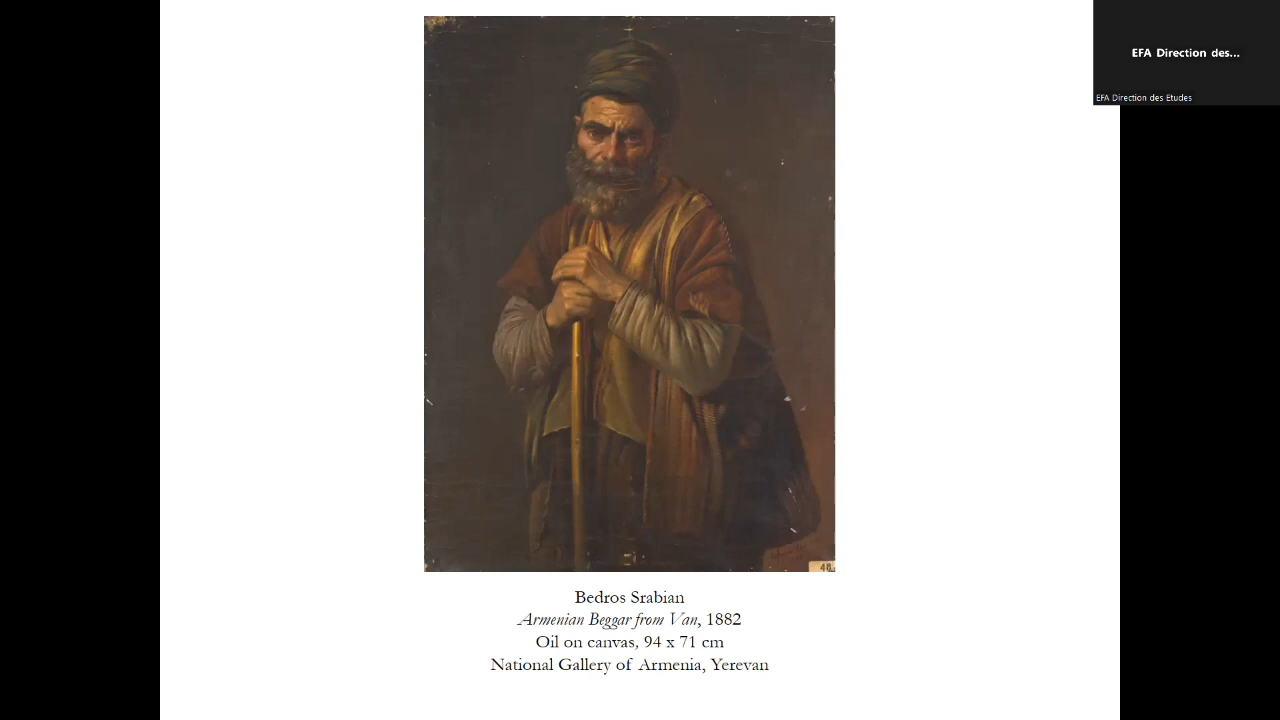 EFA Direction des...
EFA Direction des Etudes
48.
Bedros Srabian
Armenian Beggar from Van, 1882
Oil on canvas, 94 x 71 cm
National Gallery of Armenia, Yerevan